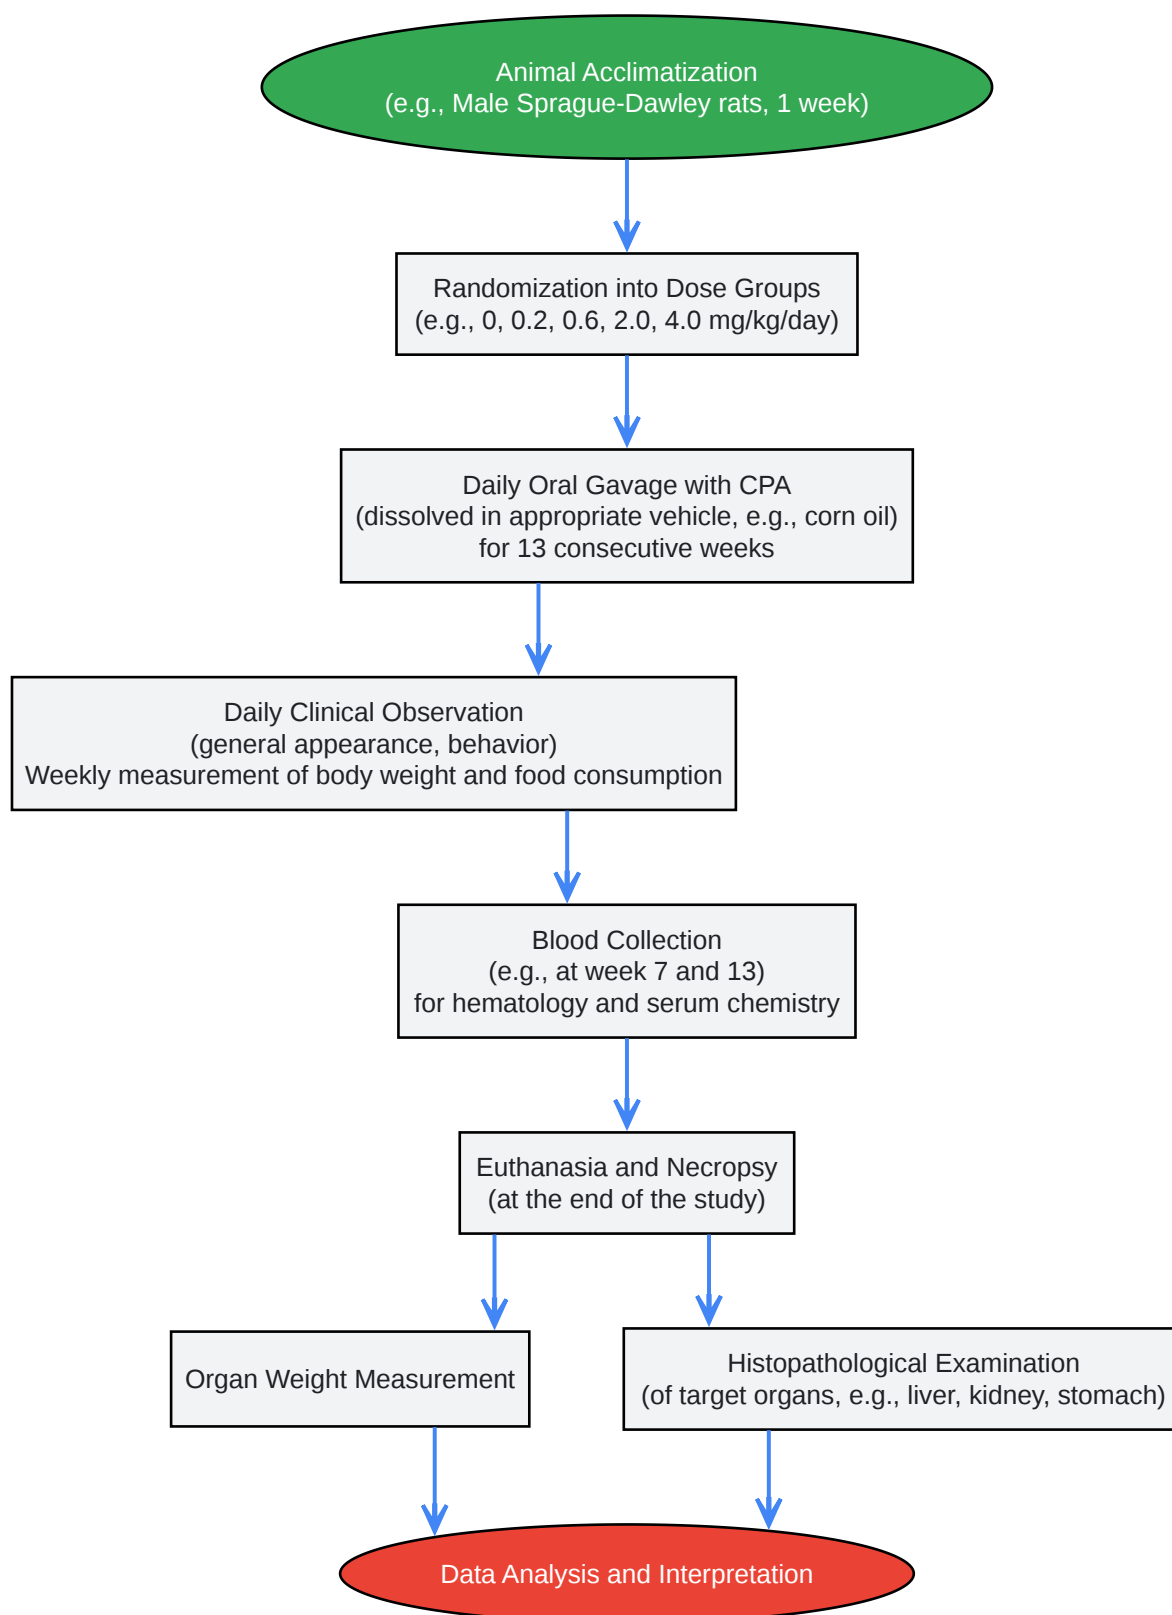 Animal Acclimatization
(e.g., Male Sprague-Dawley rats, 1 week)
Randomization into Dose Groups
(e.g., 0, 0.2, 0.6, 2.0, 4.0 mg/kg/day)
Daily Oral Gavage with CPA
(dissolved in appropriate vehicle, e.g., corn oil)
for 13 consecutive weeks
Daily Clinical Observation
(general appearance, behavior)
Weekly measurement of body weight and food consumption
Blood Collection
(e.g., at week 7 and 13)
for hematology and serum chemistry
Euthanasia and Necropsy
(at the end of the study)
Organ Weight Measurement
Histopathological Examination
(of target organs, e.g., liver, kidney, stomach)
Data Analysis and Interpretation